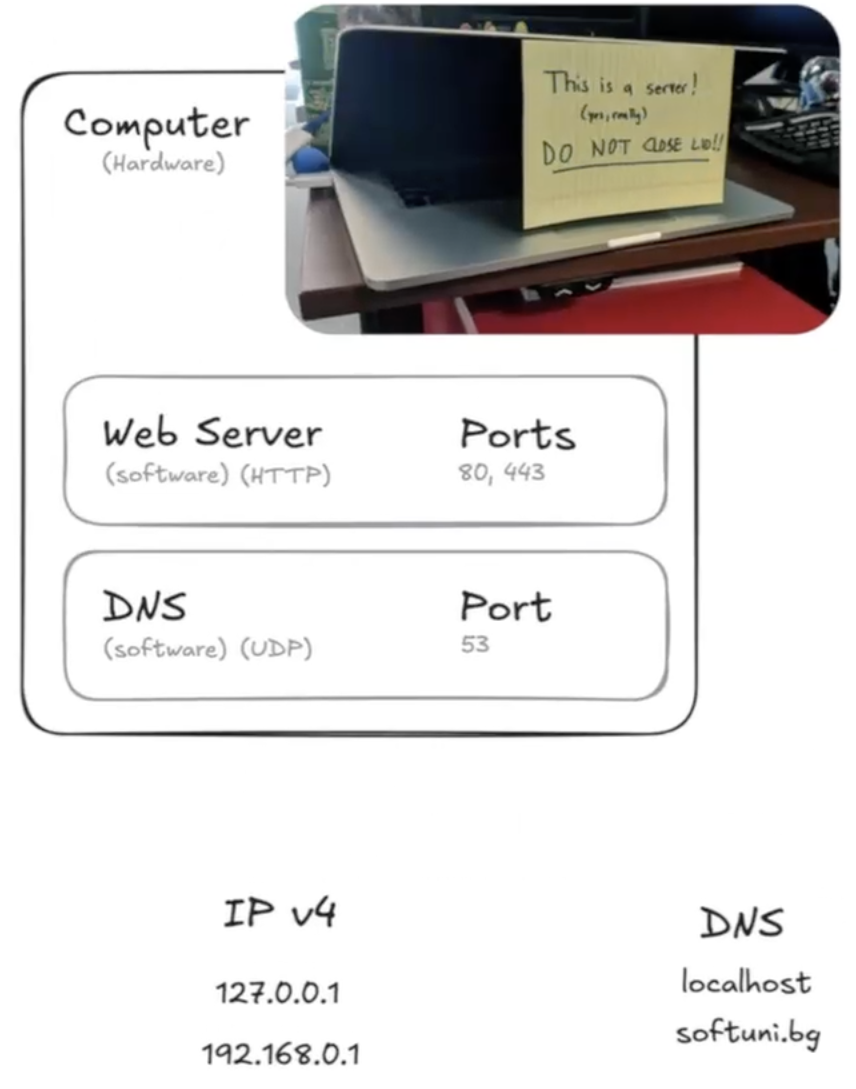 This is a server!
(yes, really)
DO NOT CLOSE LID!!
Computer
(Hardware)
Web Server
(software) (HTTP)
Ports
80, 443
DNS
(software) (UDP)
Port
53
IP v4
127.0.0.1
192.168.0.1
DNS
localhost
softuni.bg